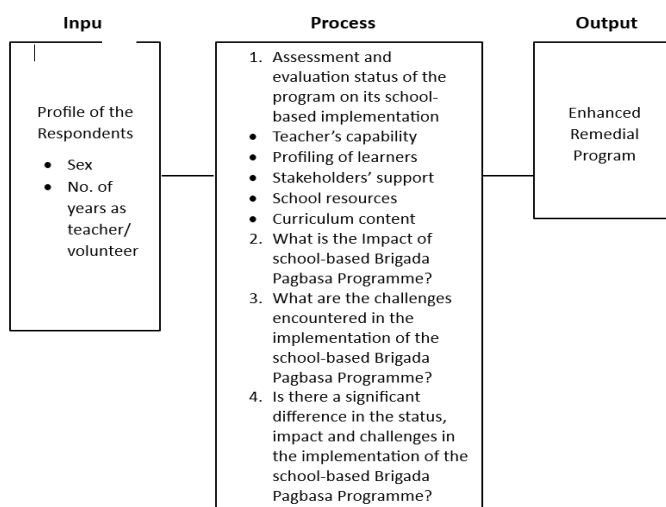 Inpu
Profile of the
Respondents
• Sex
• No. of
years as
teacher/
volunteer
Process
1. Assessment and
evaluation status of the
program on its school-
based implementation
• Teacher’s capability
• Profiling of learners
• Stakeholders’ support
• School resources
• Curriculum content
2. What is the Impact of
school-based Brigada
Pagbasa Programme?
3. What are the challenges
encountered in the
implementation of the
school-based Brigada
Pagbasa Programme?
4. Is there a significant
difference in the status,
impact and challenges in
the implementation of the
school-based Brigada
Pagbasa Programme?
Output
Enhanced
Remedial
Program